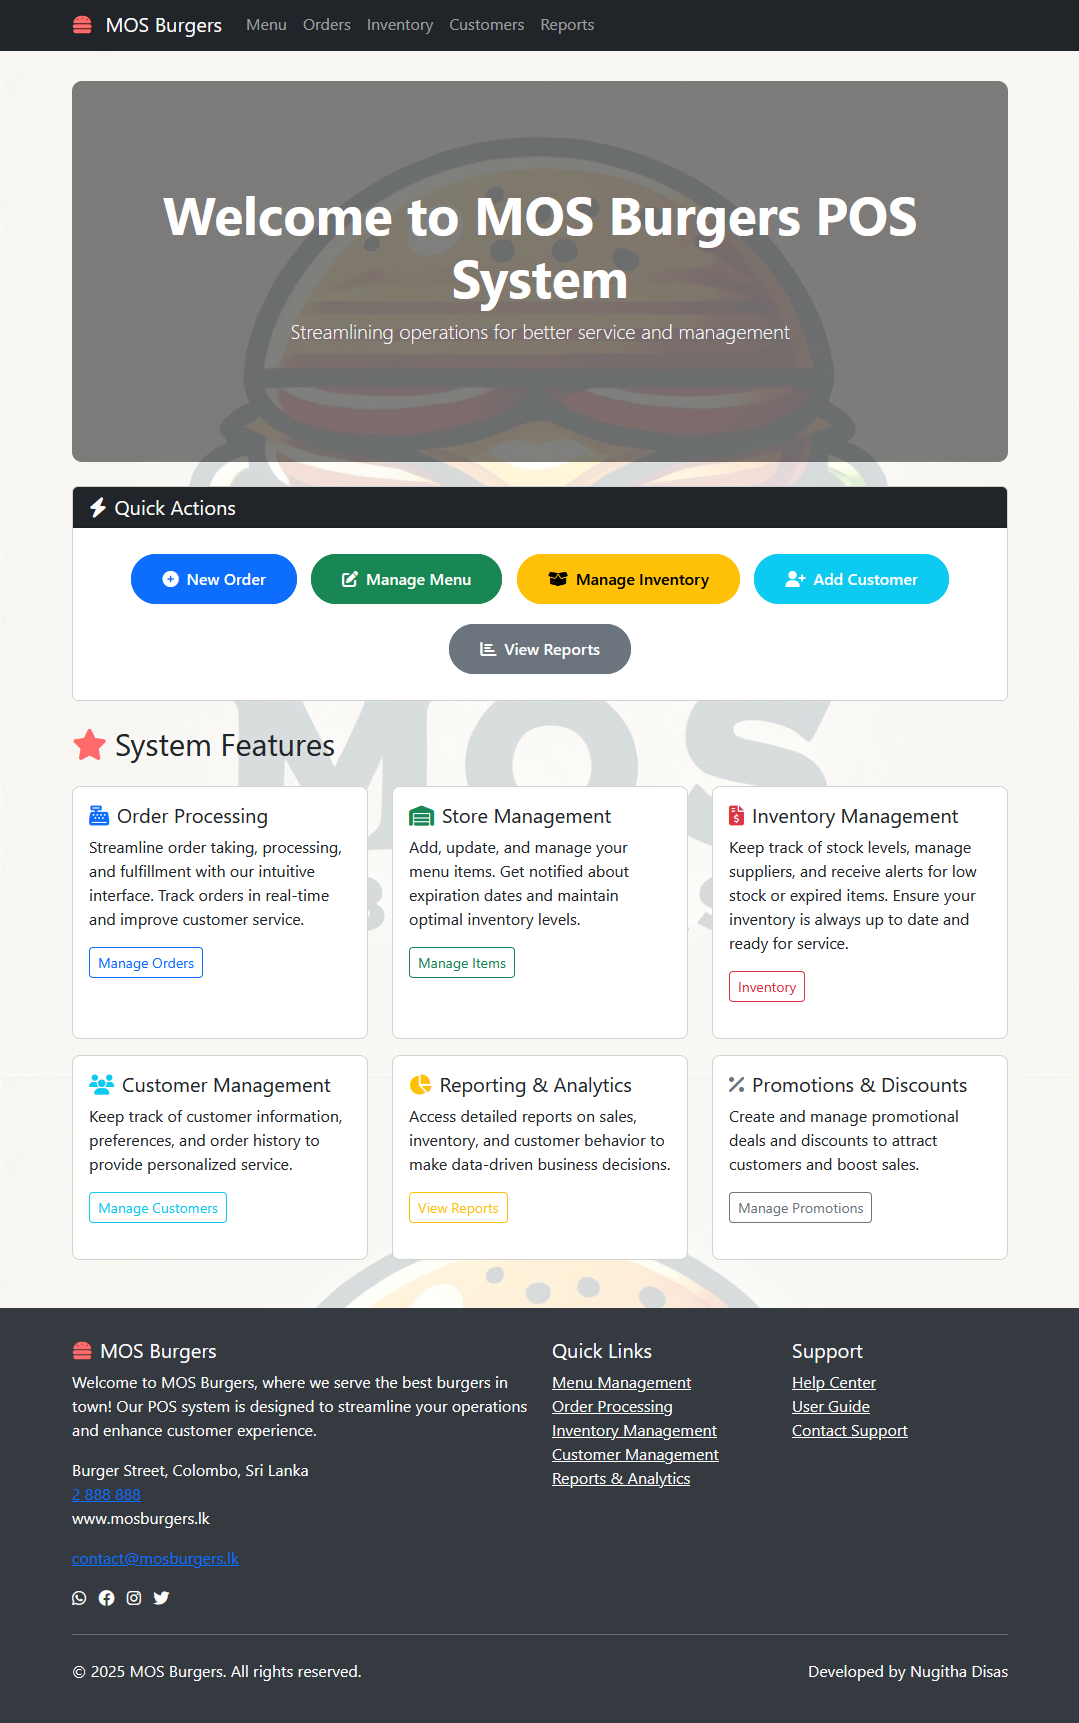 MOS Burgers Menu Orders Inventory Customers Reports
Welcome to MOS Burgers POS
System
Streamlining operations for better service and management
Quick Actions
New Order
Manage Menu
Manage Inventory
Add Customer
View Reports
MOS
System Features
Order Processing
Streamline order taking, processing,
and fulfillment with our intuitive
interface. Track orders in real-time
and improve customer service.
Manage Orders
Store Management
Add, update, and manage your
menu items. Get notified about
expiration dates and maintain
optimal inventory levels.
Manage Items
Inventory Management
Keep track of stock levels, manage
suppliers, and receive alerts for low
stock or expired items. Ensure your
inventory is always up to date and
ready for service.
Inventory
Customer Management
Keep track of customer information,
preferences, and order history to
provide personalized service.
Manage Customers
Reporting & Analytics
Access detailed reports on sales,
inventory, and customer behavior to
make data-driven business decisions.
View Reports
Promotions & Discounts
Create and manage promotional
deals and discounts to attract
customers and boost sales.
Manage Promotions
MOS Burgers
Welcome to MOS Burgers, where we serve the best burgers in
town! Our POS system is designed to streamline your operations
and enhance customer experience.
Burger Street, Colombo, Sri Lanka
2 888 888
www.mosburgers.lk
contact@mosburgers.lk
Quick Links
Menu Management
Order Processing
Inventory Management
Customer Management
Reports & Analytics
Support
Help Center
User Guide
Contact Support
© 2025 MOS Burgers. All rights reserved.
Developed by Nugitha Disas